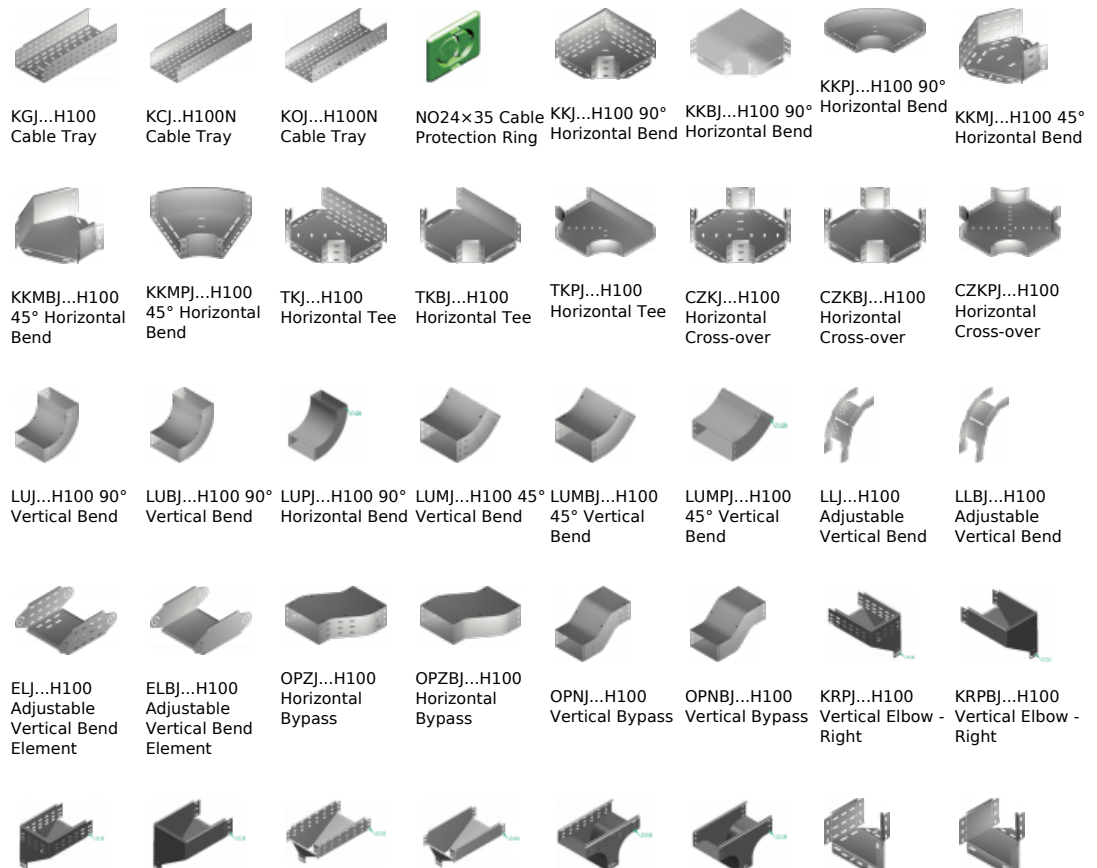 KGJ...H100
Cable Tray
KCJ...H100N
Cable Tray
KOJ...H100N
Cable Tray
NO24×35 Cable
Protection Ring
KKJ...H100 90°
Horizontal Bend
KKBJ...H100 90°
Horizontal Bend
KKPJ...H100 90°
Horizontal Bend
KKMJ...H100 45°
Horizontal Bend
KKMBJ...H100
45° Horizontal
Bend
KKMPJ...H100
45° Horizontal
Bend
TKJ...H100
Horizontal Tee
TKBJ...H100
Horizontal Tee
TKPJ...H100
Horizontal Tee
CZKJ...H100
Horizontal
Cross-over
CZKBJ...H100
Horizontal
Cross-over
CZKPJ...H100
Horizontal
Cross-over
LUJ...H100 90°
Vertical Bend
LUBJ...H100 90°
Vertical Bend
LUPJ...H100 90°
Horizontal Bend
LUMJ...H100 45°
Vertical Bend
LUMBJ...H100
45° Vertical
Bend
LUMPJ...H100
45° Vertical
Bend
LLJ...H100
Adjustable
Vertical Bend
LLBJ...H100
Adjustable
Vertical Bend
ELJ...H100
Adjustable
Vertical Bend
Element
ELBJ...H100
Adjustable
Vertical Bend
Element
OPZJ...H100
Horizontal
Bypass
OPZBJ...H100
Horizontal
Bypass
OPNJ...H100
Vertical Bypass
OPNBJ...H100
Vertical Bypass
KRPJ...H100
Vertical Elbow -
Right
KRPBJ...H100
Vertical Elbow -
Right